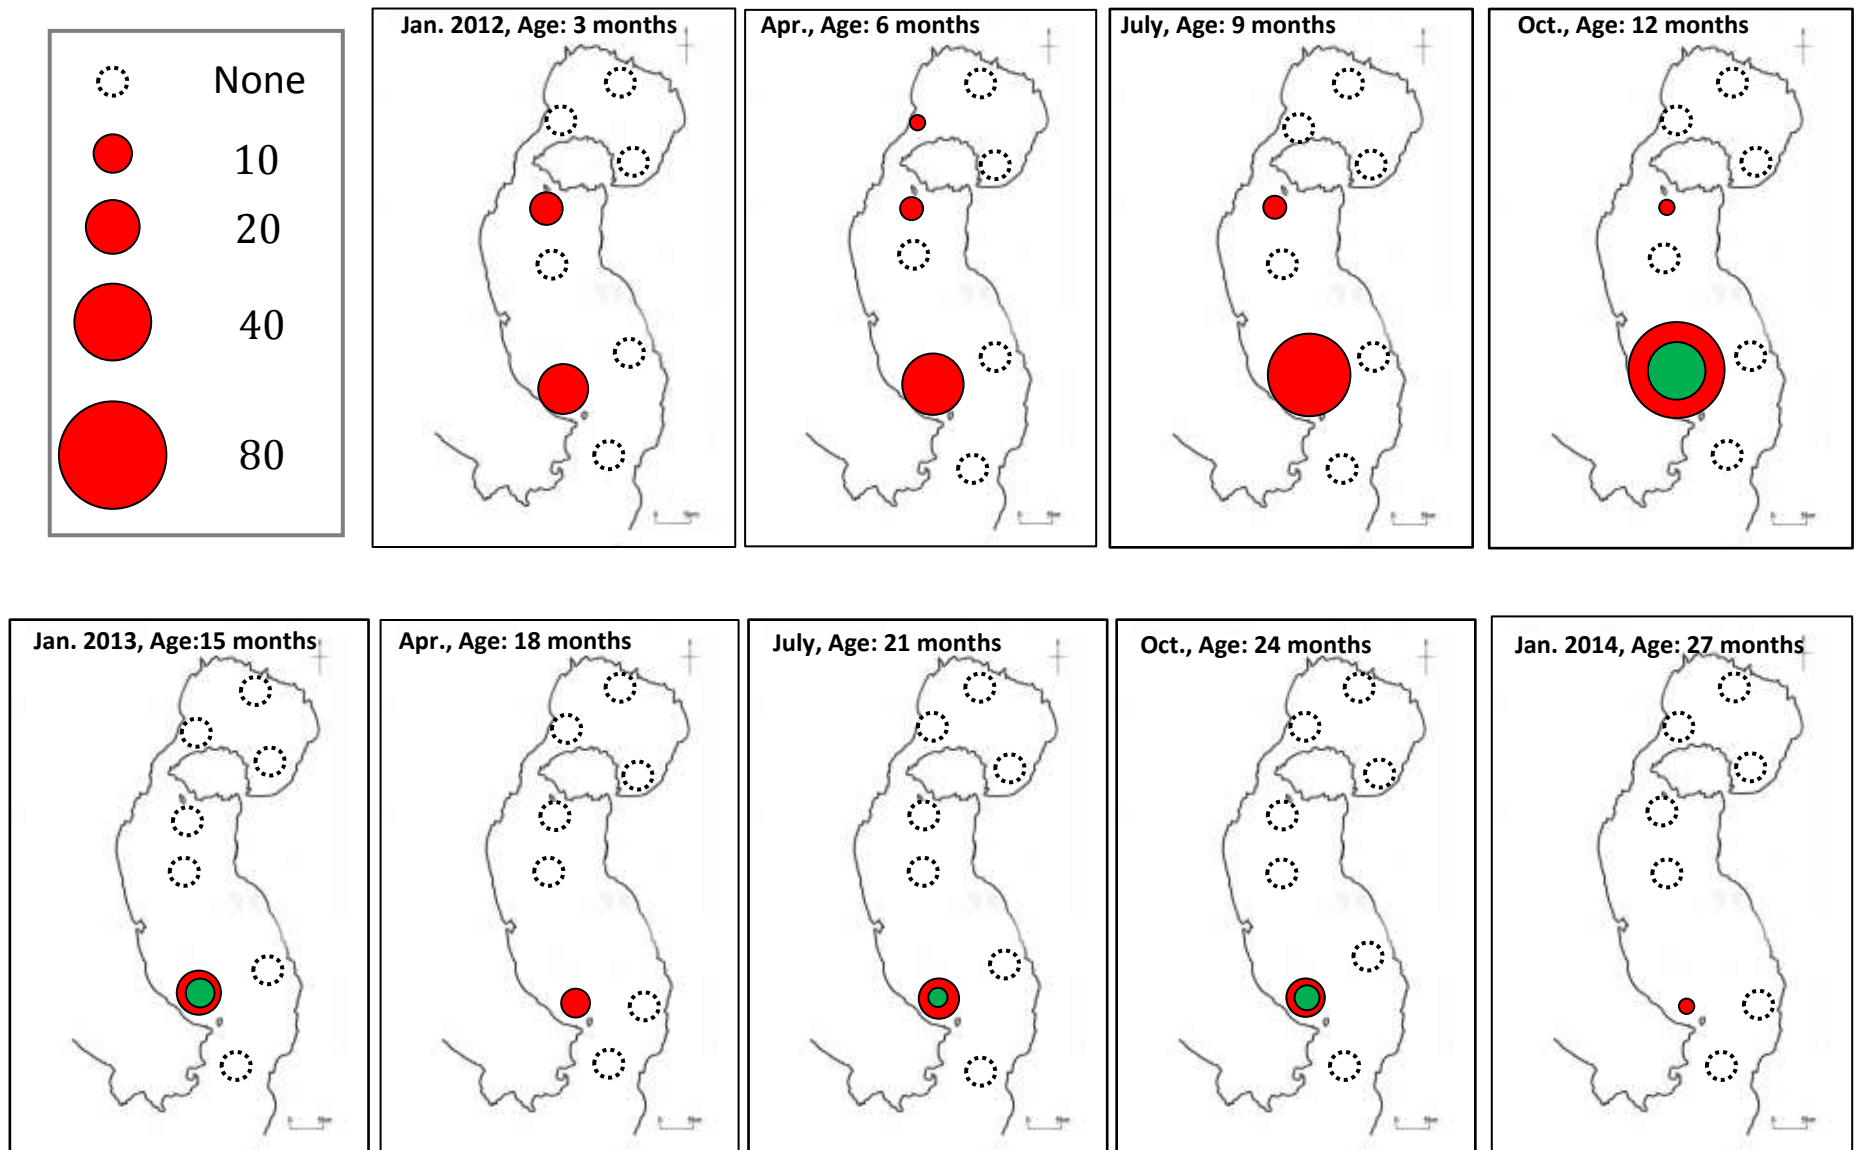 None
10
20
40
80
Jan. 2012, Age: 3 months
Apr., Age: 6 months
July, Age: 9 months
Oct., Age: 12 months
Jan. 2013, Age:15 months
Apr., Age: 18 months
July, Age: 21 months
Oct., Age: 24 months
Jan. 2014, Age: 27 months